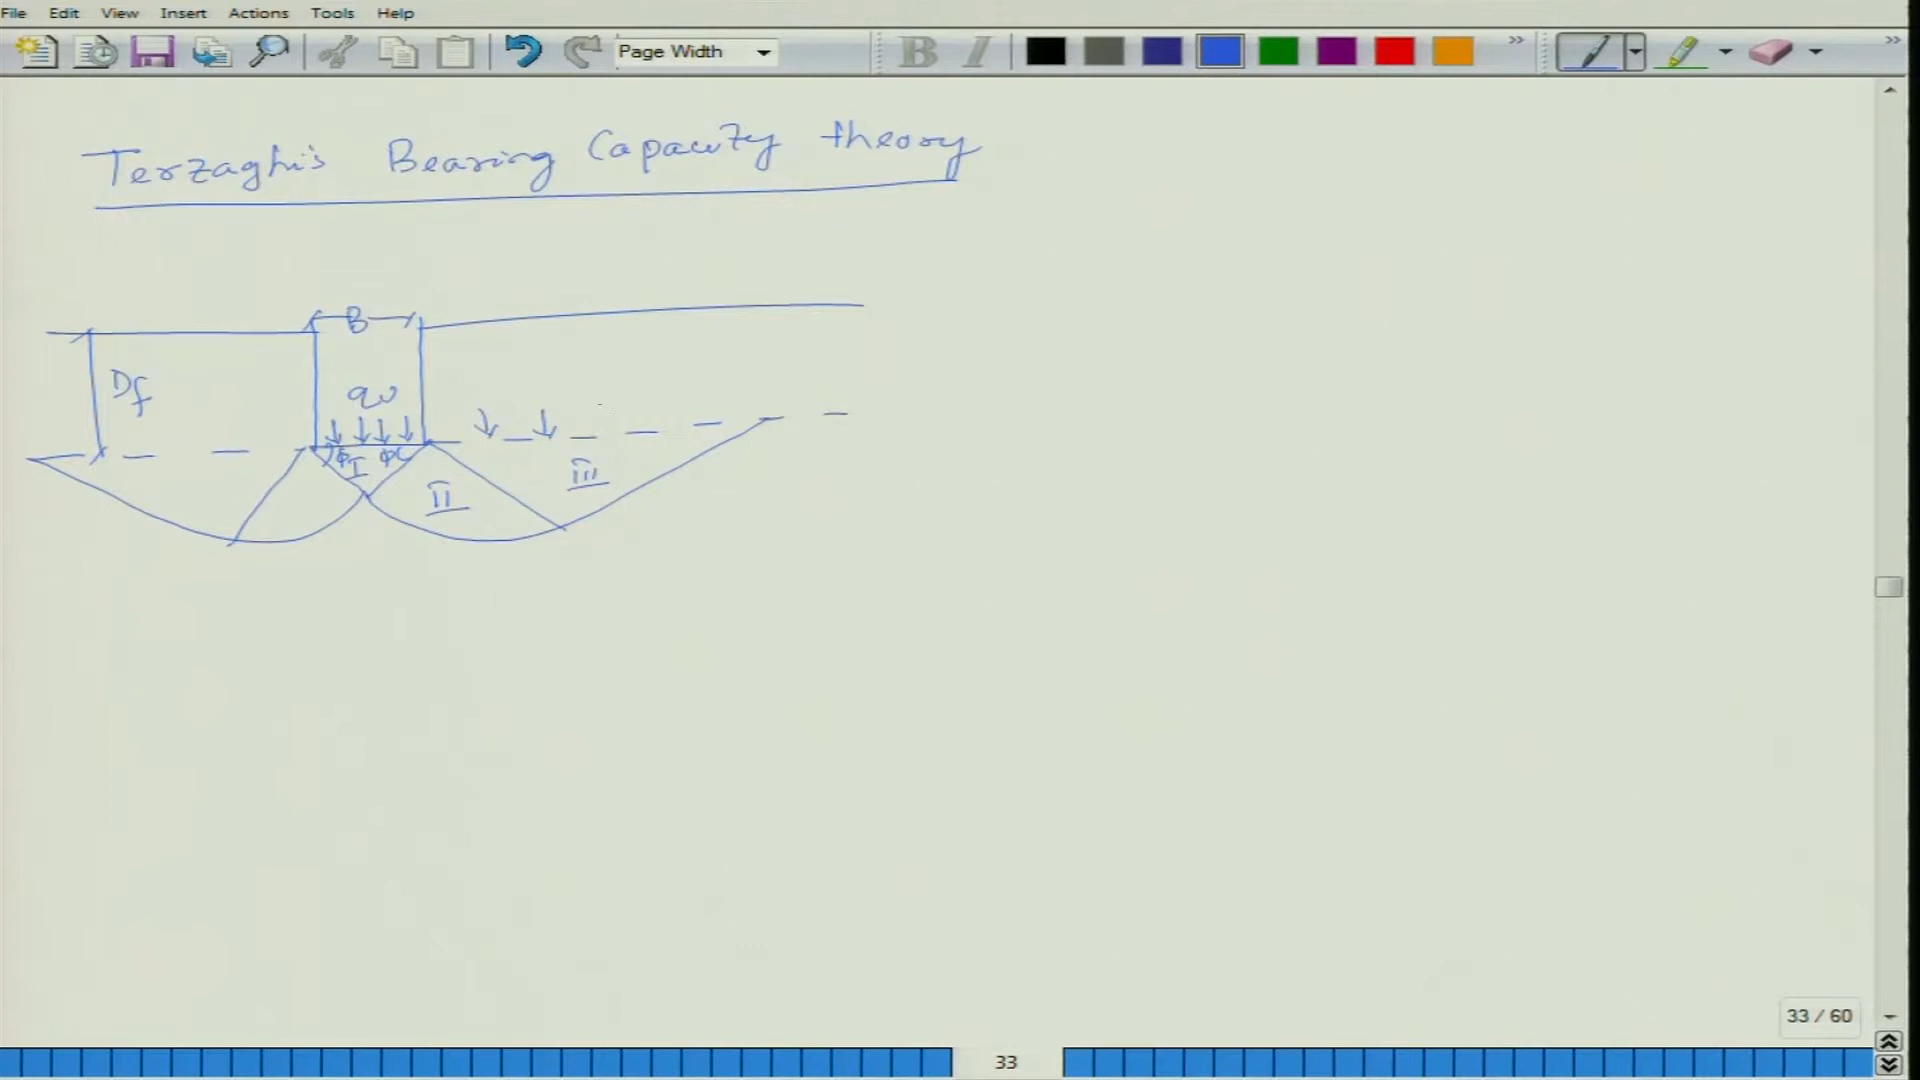 File Edit View Insert Actions Tools Help
Page Width
B I
Terzaghi's Bearing Capacity theory
B
Df
qu
φ I φ
II
III
33 / 60
33